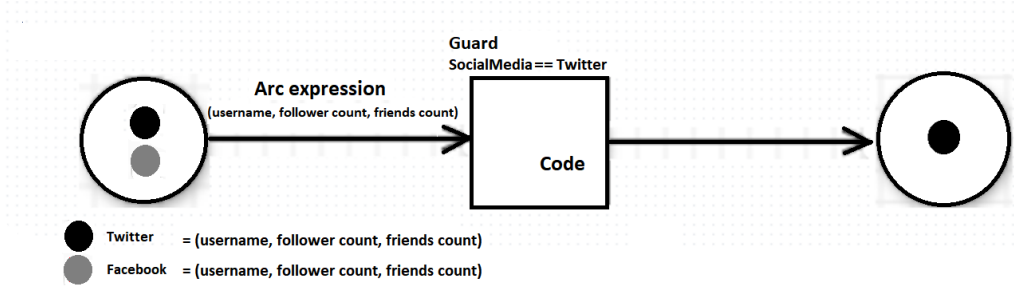 Guard
SocialMedia== Twitter
Arc expression
(username, follower count, friends count)
Code
Twitter = (username, follower count, friends count)
Facebook = (username, follower count, friends count)